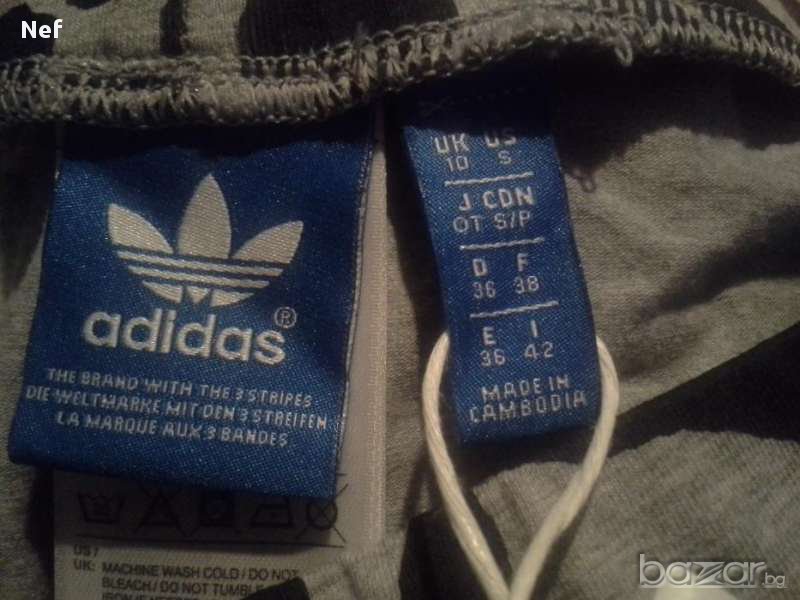 Nef
adidas®
THE BRAND WITH THE 3 STRIPES
DIE WELTMARKE MIT DEN 3 STREIFEN
LA MARQUE AUX 3 BANDES
UK US
10 S
J CDN
OT S/P
D F
36 38
E I
36 42
MADE IN
CAMBODIA
US /
UK: MACHINE WASH COLD / DO NOT
BLEACH / DO NOT TUMBLE
bazar.bg